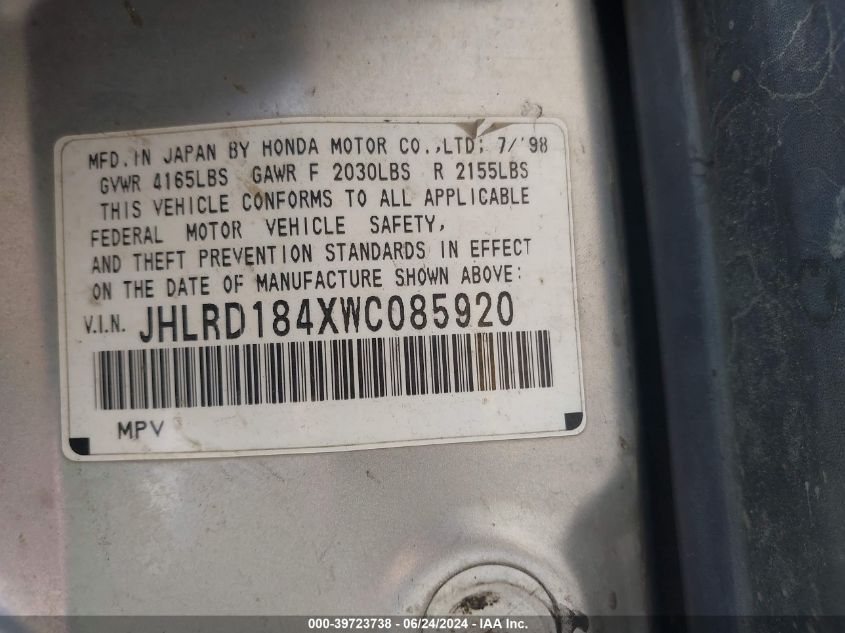 MFD.IN JAPAN BY HONDA MOTOR CO.,LTD: 7/'98
GVWR 4165LBS GAWR F 2030LBS R 2155LBS
THIS VEHICLE CONFORMS TO ALL APPLICABLE
FEDERAL MOTOR VEHICLE SAFETY,
AND THEFT PREVENTION STANDARDS IN EFFECT
ON THE DATE OF MANUFACTURE SHOWN ABOVE:
V.I.N. JHLRD184XWC085920
MPV
000-39723738 - 06/24/2024 - IAA Inc.